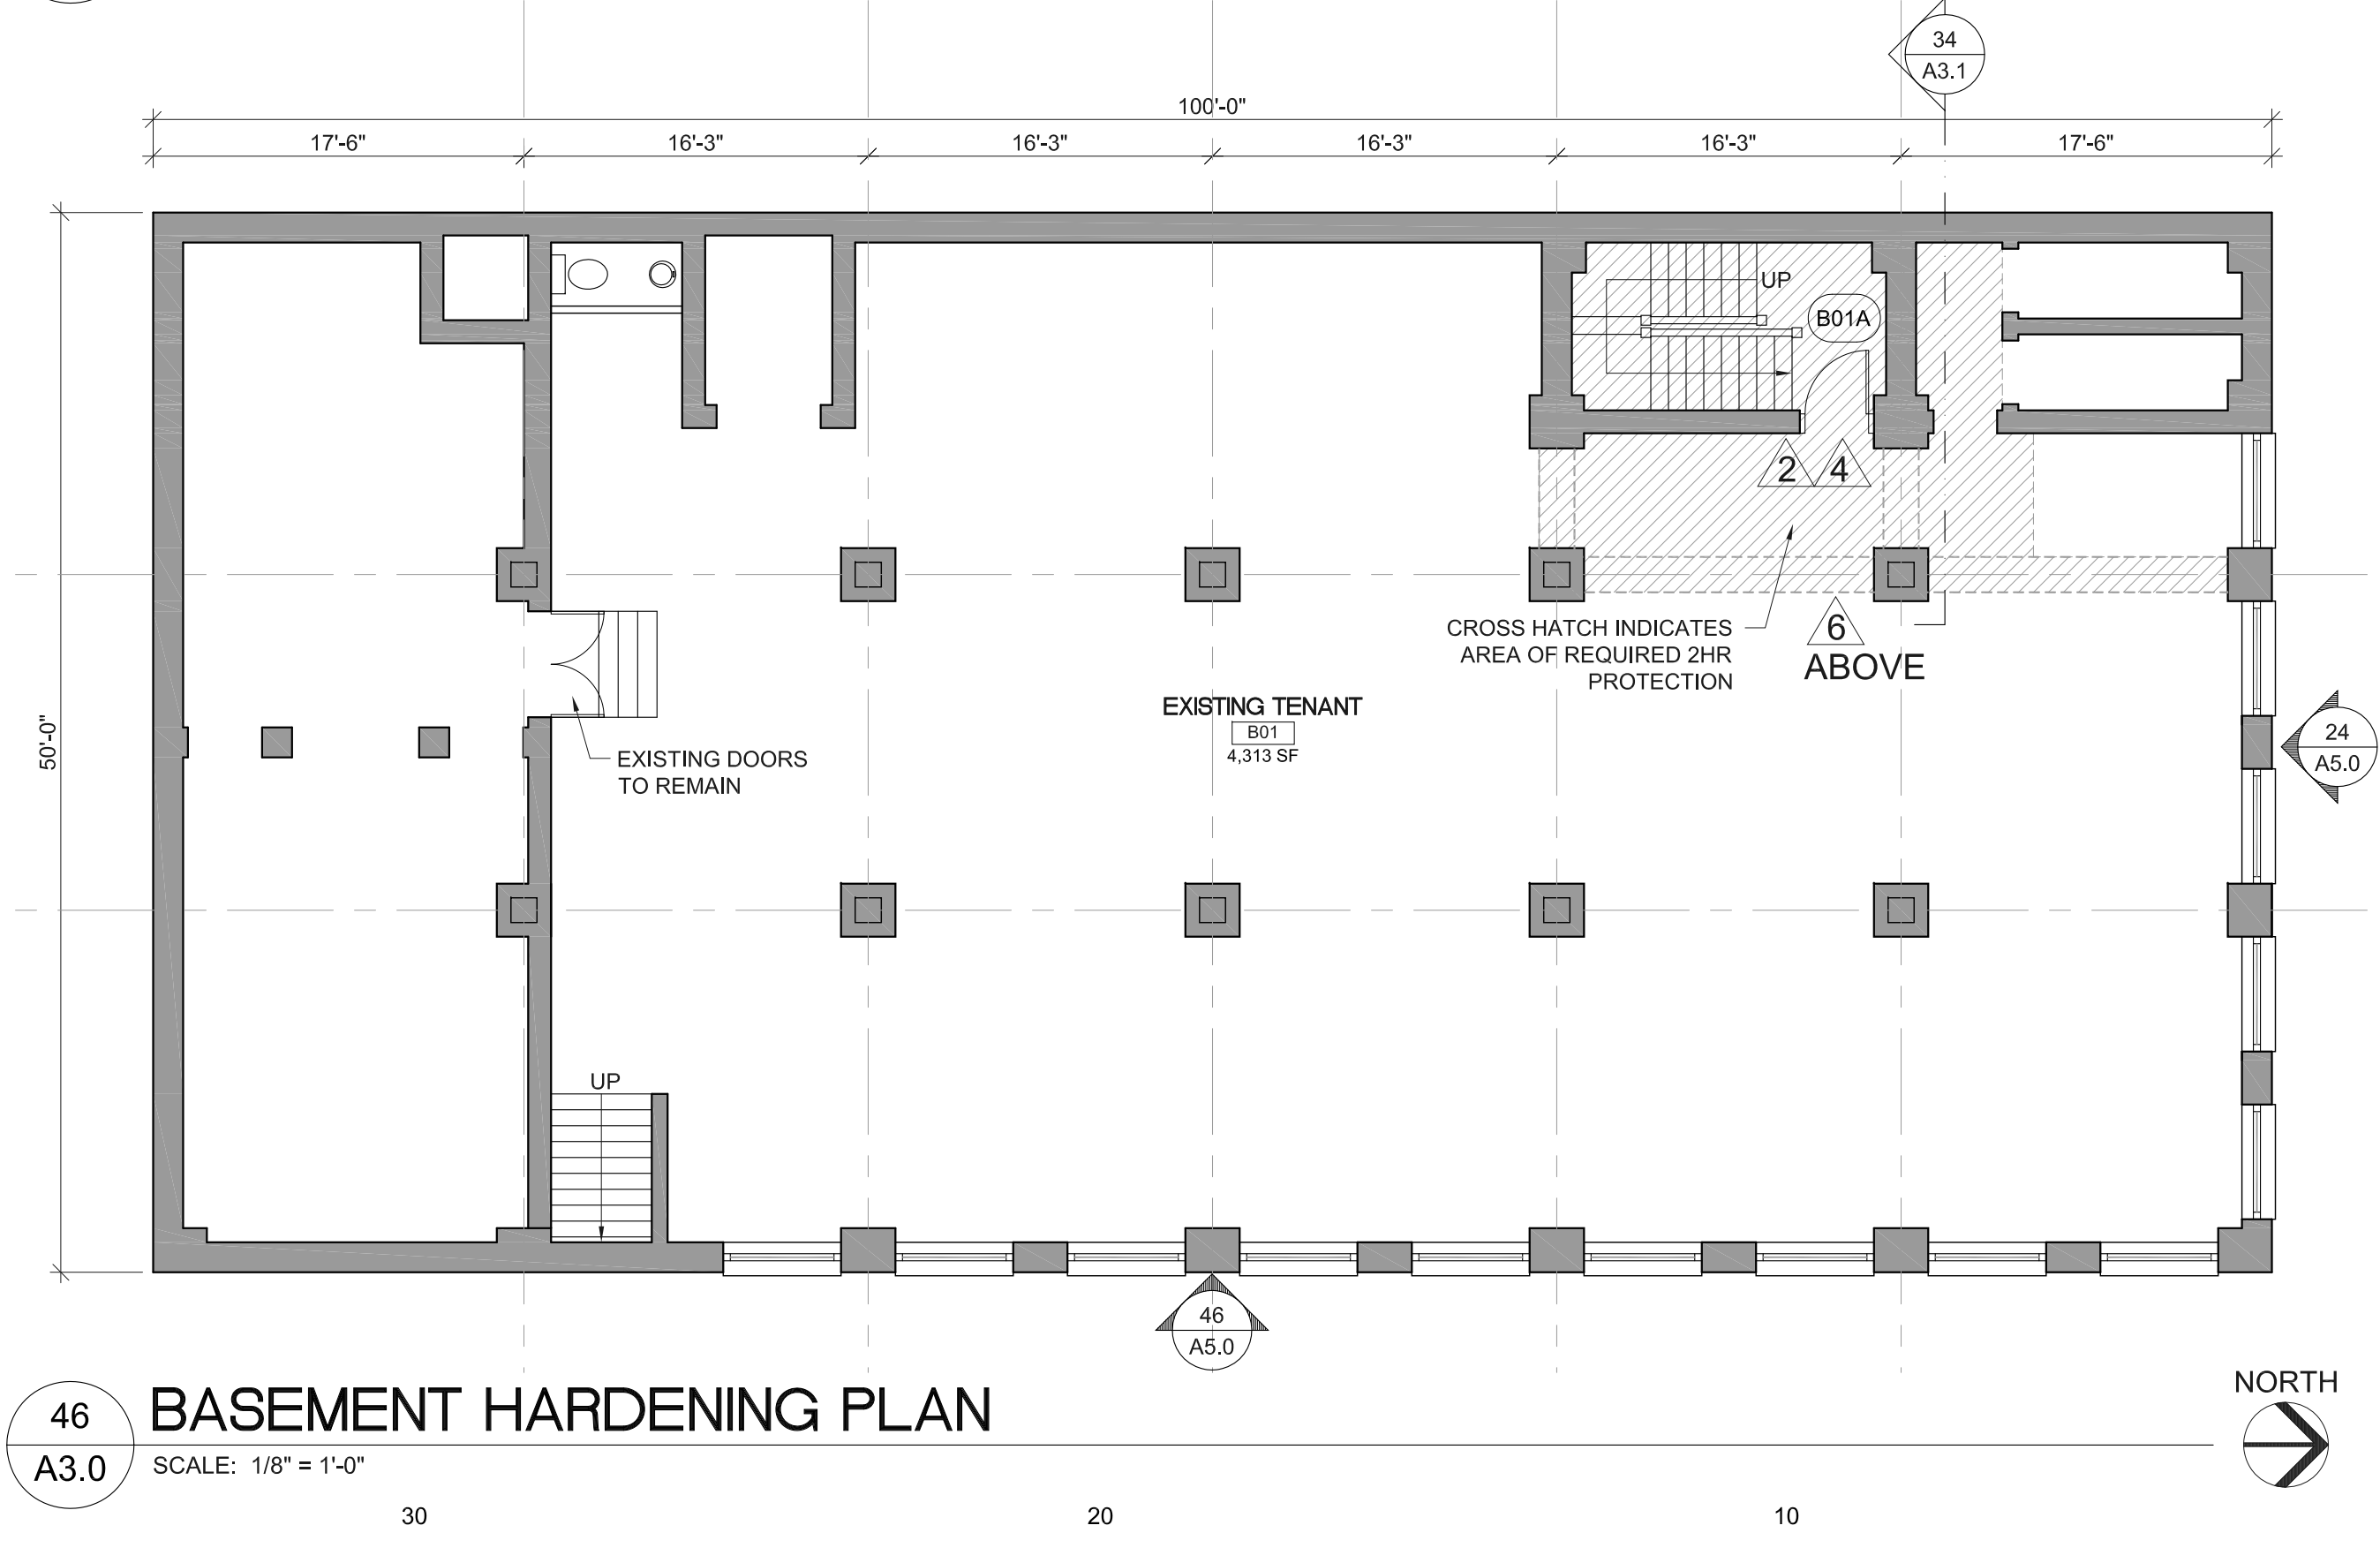 34
A3.1
100'-0"
17'-6" 16'-3" 16'-3" 16'-3" 16'-3" 17'-6"
UP
B01A
2 4
CROSS HATCH INDICATES
AREA OF REQUIRED 2HR
PROTECTION
6
ABOVE
EXISTING TENANT
B01
4,313 SF
50'-0"
EXISTING DOORS
TO REMAIN
24
A5.0
UP
46
A5.0
46
A3.0
BASEMENT HARDENING PLAN
SCALE: 1/8" = 1'-0"
NORTH
30 20 10